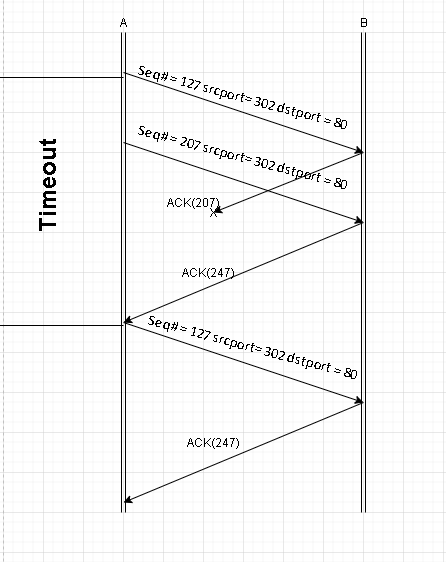 A
B
Seq# = 127 srcport= 302 dstport = 80
Seq# = 207 srcport= 302 dstport = 80
Timeout
ACK(207)
X
ACK(247)
Seq# = 127 srcport= 302 dstport = 80
ACK(247)